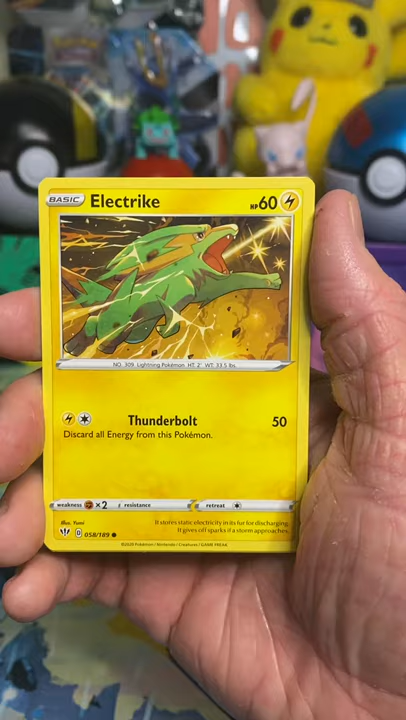 BASIC Electrike HP60
NO. 309 Lightning Pokémon HT: 2' WT: 33.5 lbs.
Thunderbolt 50
Discard all Energy from this Pokémon.
weakness ×2 resistance retreat
Illus. Yumi
It stores static electricity in its fur for discharging.
It gives off sparks if a storm approaches.
D 058/189
©2020 Pokémon / Nintendo / Creatures / GAME FREAK